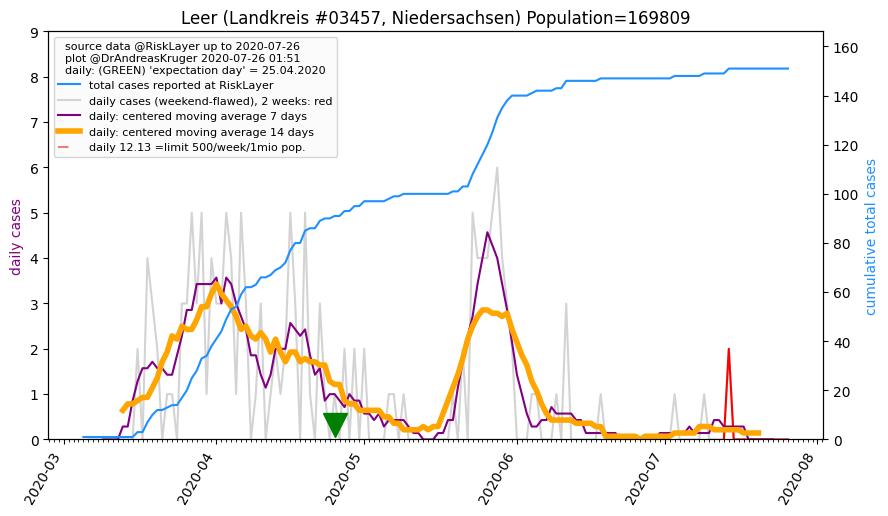 Leer (Landkreis #03457, Niedersachsen) Population=169809
source data @RiskLayer up to 2020-07-26
plot @DrAndreasKruger 2020-07-26 01:51
daily: (GREEN) 'expectation day' = 25.04.2020
total cases reported at RiskLayer
daily cases (weekend-flawed), 2 weeks: red
daily: centered moving average 7 days
daily: centered moving average 14 days
daily 12.13 =limit 500/week/1mio pop.
daily cases
9
8
7
6
5
4
3
2
1
0
160
140
120
100
80
60
40
20
0
cumulative total cases
2020-03
2020-04
2020-05
2020-06
2020-07
2020-08